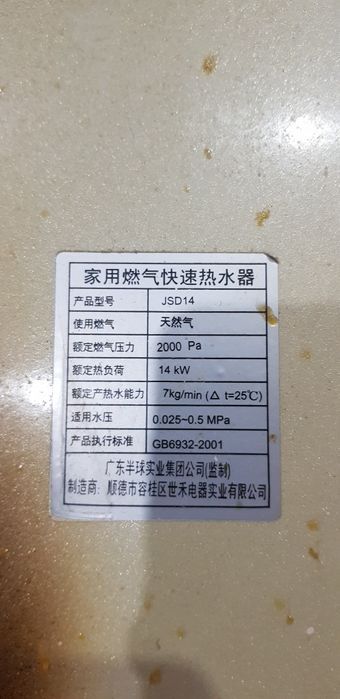 家用燃气快速热水器
产品型号 JSD14
使用燃气 天然气
额定燃气压力 2000 Pa
额定热负荷 14 kW
额定产热水能力 7kg/min (△ t=25℃)
适用水压 0.025~0.5 MPa
产品执行标准 GB6932-2001
广东半球实业集团公司(监制)
制造商: 顺德市容桂区世禾电器实业有限公司